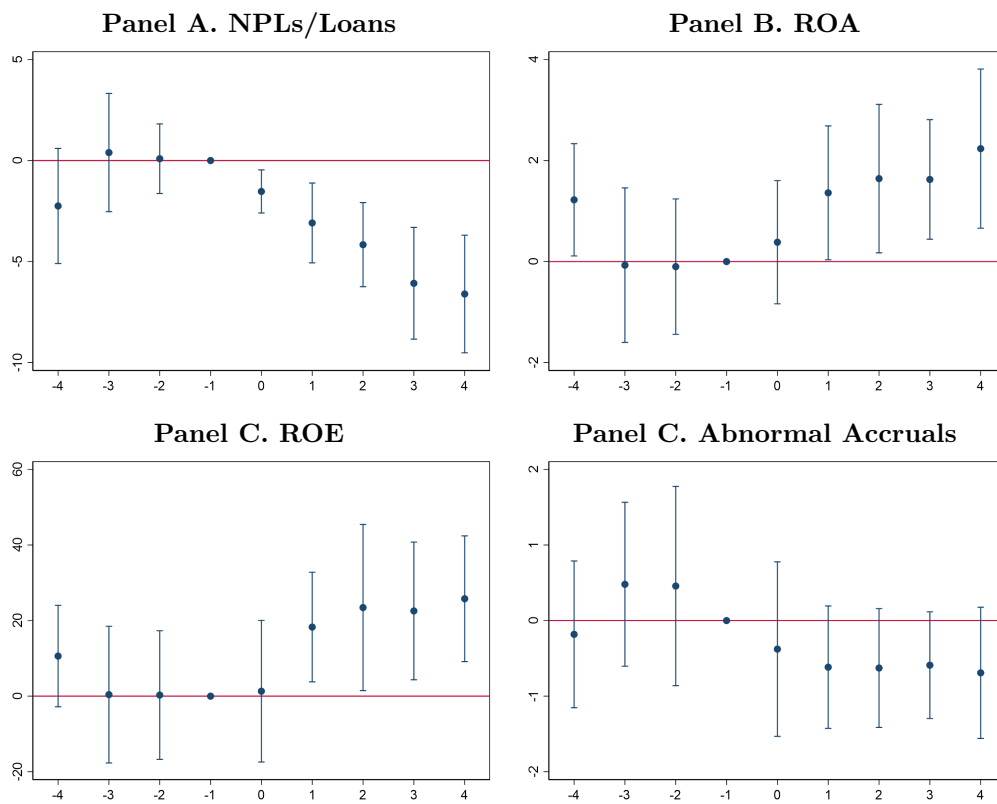 Panel A. NPLs/Loans
5
0
-5
-10
-4 -3 -2 -1 0 1 2 3 4
Panel B. ROA
4
2
0
-2
-4 -3 -2 -1 0 1 2 3 4
Panel C. ROE
60
40
20
0
-20
-4 -3 -2 -1 0 1 2 3 4
Panel C. Abnormal Accruals
2
1
0
-1
-2
-4 -3 -2 -1 0 1 2 3 4